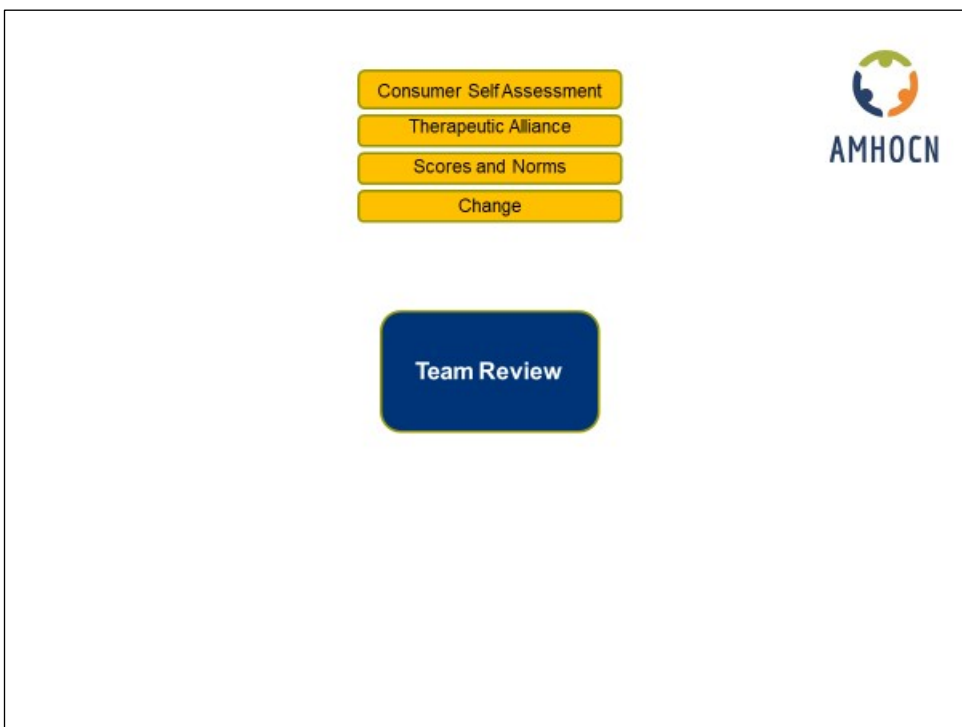 Consumer Self Assessment
Therapeutic Alliance
Scores and Norms
Change
AMHOCN
Team Review